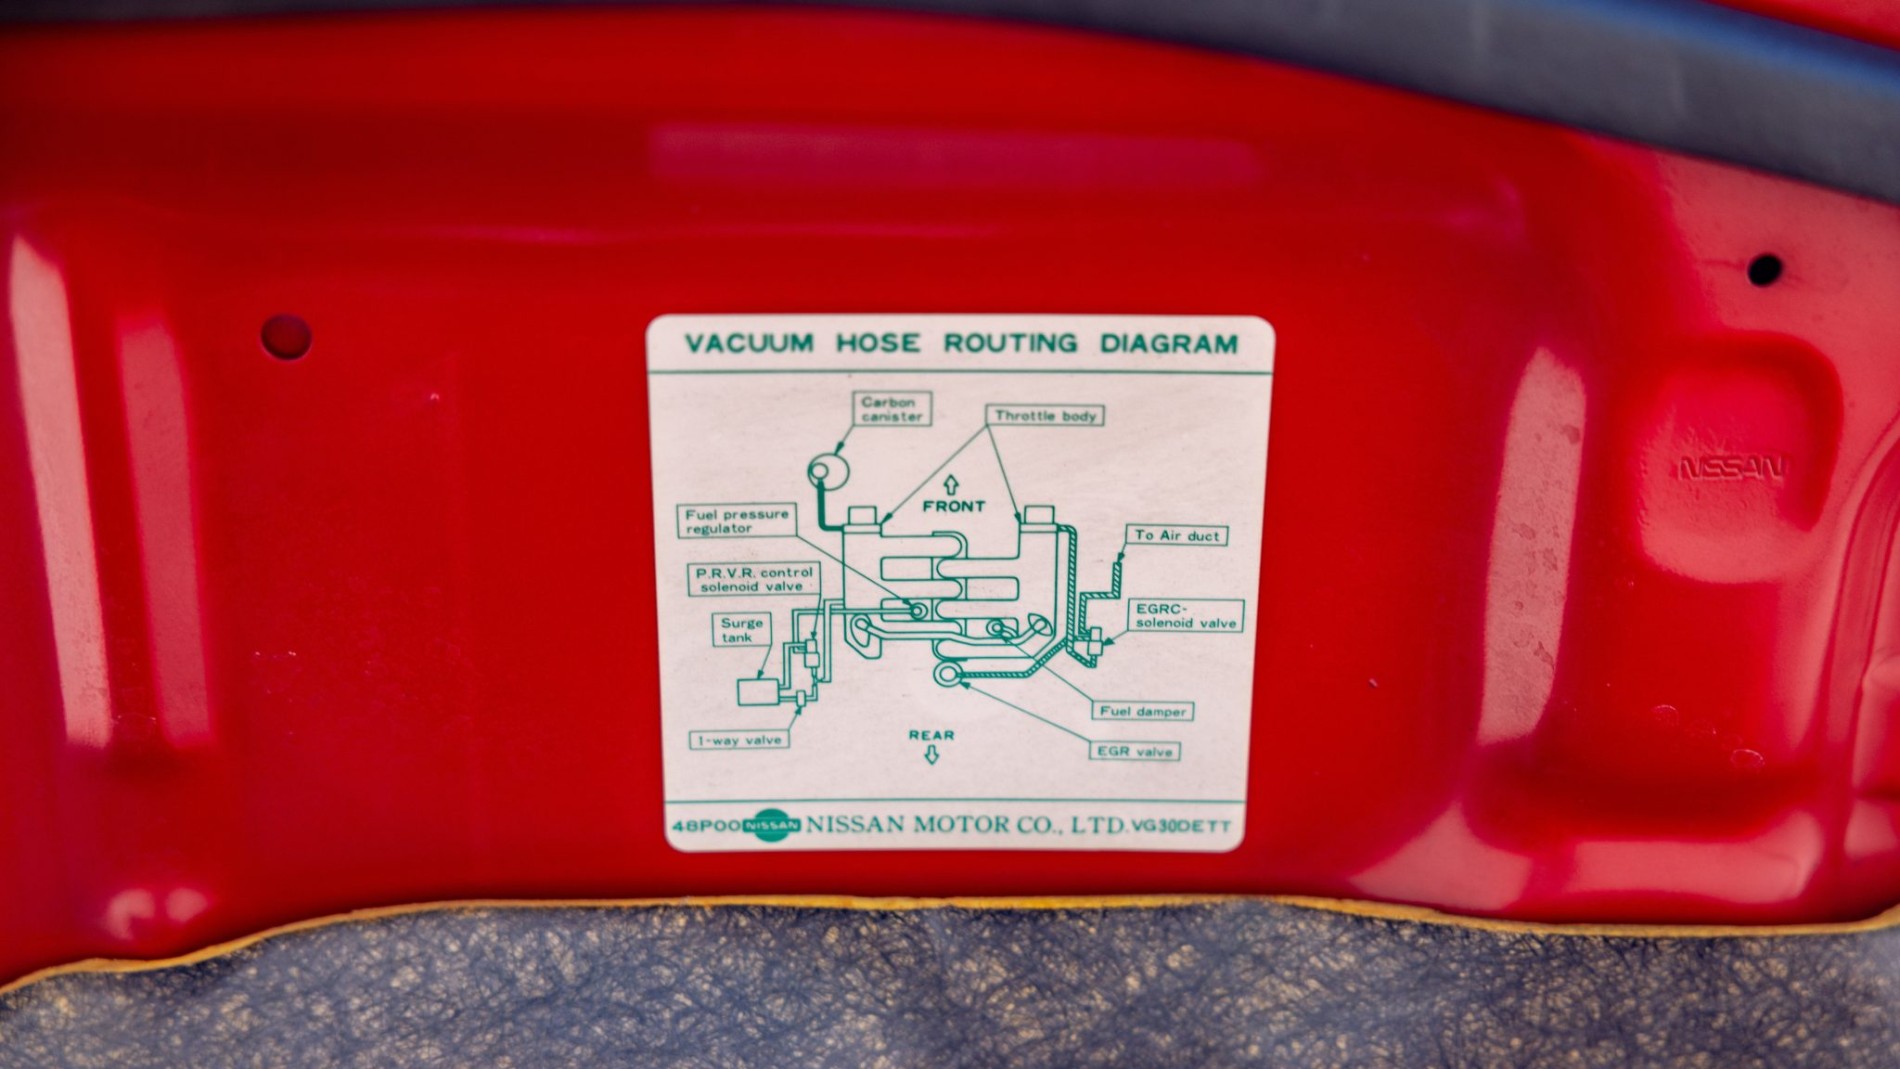 VACUUM HOSE ROUTING DIAGRAM
Carbon
canister
Throttle body
FRONT
Fuel pressure
regulator
To Air duct
P.R.V.R. control
solenoid valve
EGRC-
solenoid valve
Surge
tank
Fuel damper
1-way valve
REAR
EGR valve
48P00 NISSAN NISSAN MOTOR CO., LTD. VG30DETT
NISSAN